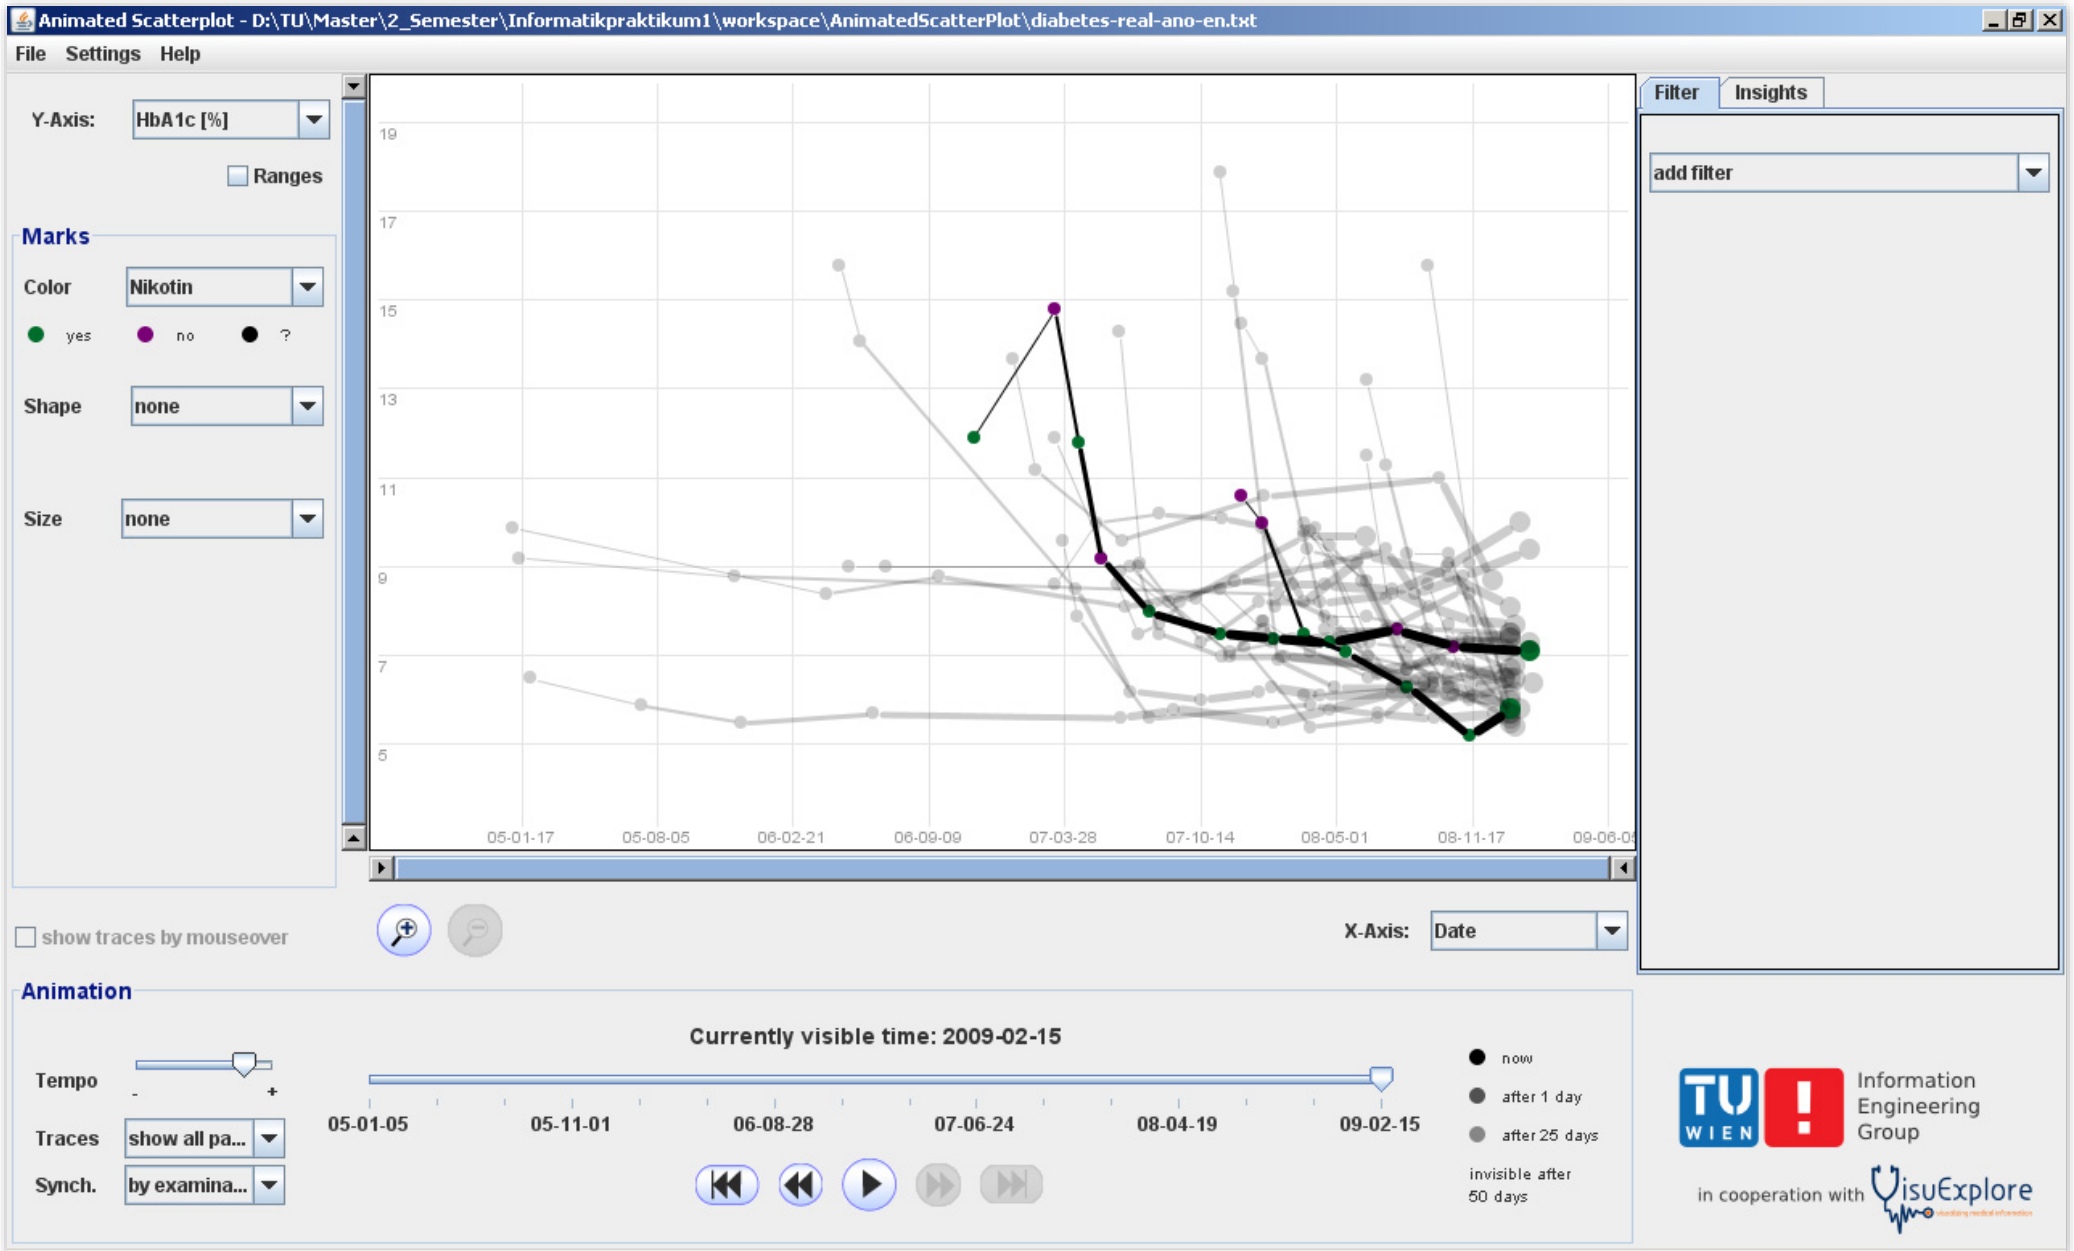 Animated Scatterplot - D:\TU\Master\2_Semester\Informatikpraktikum1\workspace\AnimatedScatterPlot\diabetes-real-ano-en.txt
File Settings Help
Y-Axis: HbA1c [%]
Ranges
Marks
Color Nikotin
yes no ?
Shape none
Size none
show traces by mouseover
19
17
15
13
11
9
7
5
05-01-17 05-08-05 06-02-21 06-09-09 07-03-28 07-10-14 08-05-01 08-11-17
X-Axis: Date
Filter Insights
add filter
Animation
Currently visible time: 2009-02-15
Tempo
- +
Traces show all pa...
Synch. by examina...
05-01-05 05-11-01 06-08-28 07-06-24 08-04-19 09-02-15
now
after 1 day
after 25 days
invisible after
50 days
TU
WIEN
!
Information
Engineering
Group
in cooperation with VisuExplore
visualizing medical information